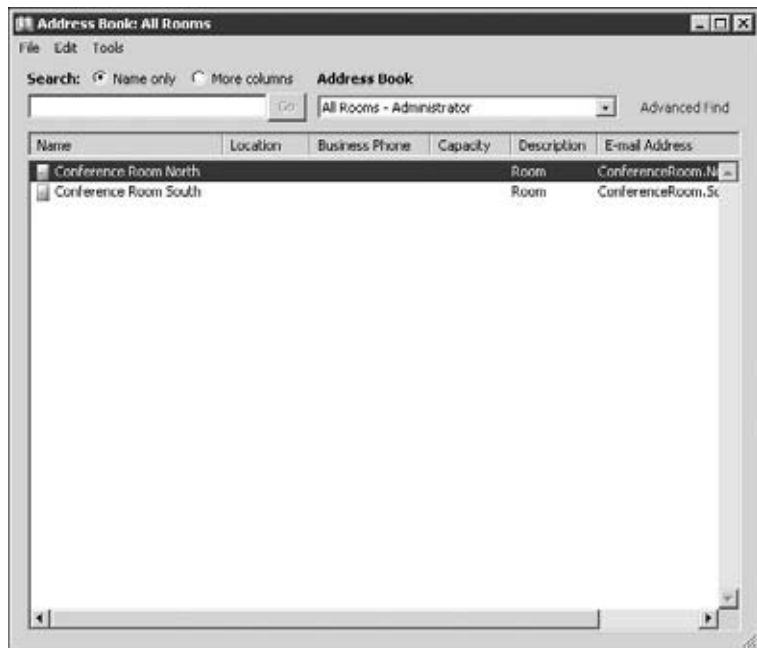 Address Book: All Rooms
File Edit Tools
Search: Name only More columns Address Book
Go All Rooms - Administrator Advanced Find
Name Location Business Phone Capacity Description E-mail Address
Conference Room North Room ConferenceRoom.N
Conference Room South Room ConferenceRoom.Sc